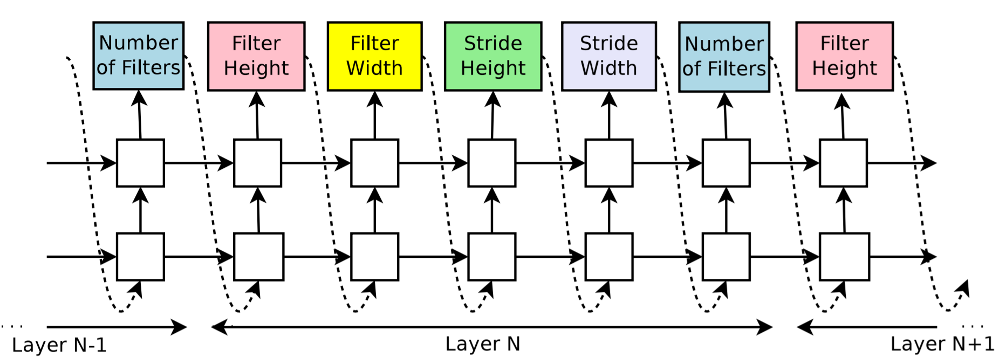 Number
of Filters
Filter
Height
Filter
Width
Stride
Height
Stride
Width
Number
of Filters
Filter
Height
. . .
Layer N-1
Layer N
. . .
Layer N+1